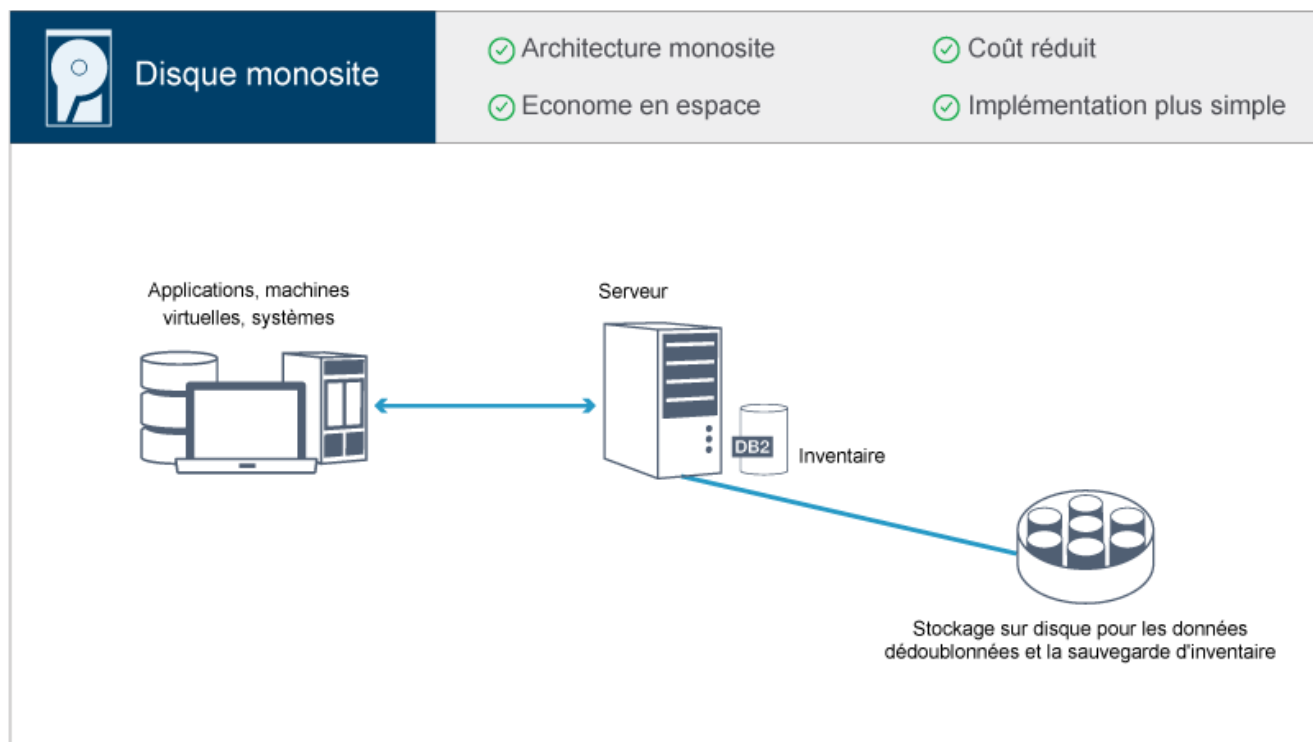 Disque monosite
Architecture monosite
Coût réduit
Econome en espace
Implémentation plus simple
Applications, machines
virtuelles, systèmes
Serveur
DB2
Inventaire
Stockage sur disque pour les données
dédoublonnées et la sauvegarde d'inventaire